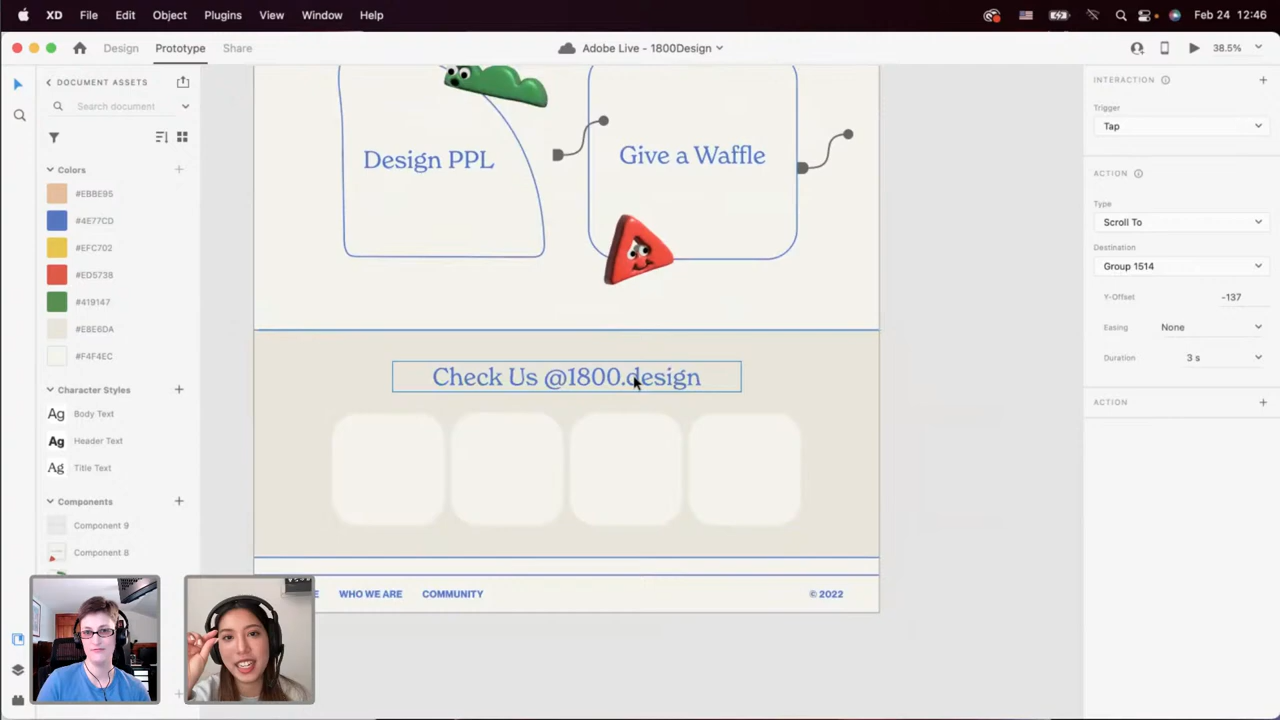 XD File Edit Object Plugins View Window Help Feb 24 12:46
Design Prototype Share Adobe Live - 1800Design 38.5%
DOCUMENT ASSETS
Search document
Colors
#EBBE95
#4E77CD
#EFC702
#ED5738
#419147
#E8E6DA
#F4F4EC
Character Styles
Ag Body Text
Ag Header Text
Ag Title Text
Components
Component 9
Component 8
Design PPL
Give a Waffle
Check Us @1800.design
WHO WE ARE COMMUNITY © 2022
INTERACTION
Trigger
Tap
ACTION
Type
Scroll To
Destination
Group 1514
Y-Offset -137
Easing None
Duration 3 s
ACTION